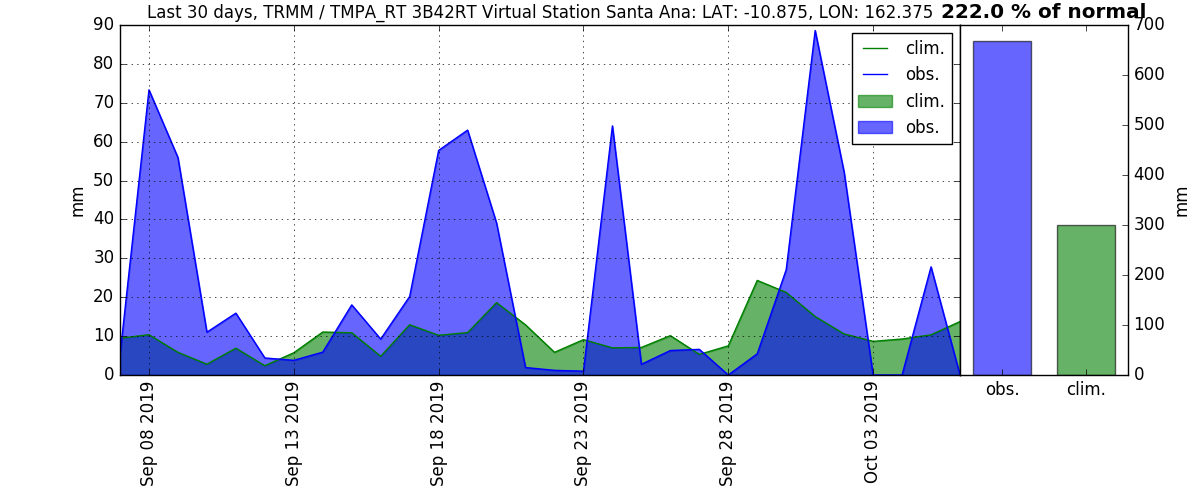 Last 30 days, TRMM / TMPA_RT 3B42RT Virtual Station Santa Ana: LAT: -10.875, LON: 162.375 222.0 % of normal
90
80
70
60
50
40
30
20
10
0
mm
Sep 08 2019
Sep 13 2019
Sep 18 2019
Sep 23 2019
Sep 28 2019
Oct 03 2019
clim.
obs.
clim.
obs.
700
600
500
400
300
200
100
0
mm
obs.
clim.